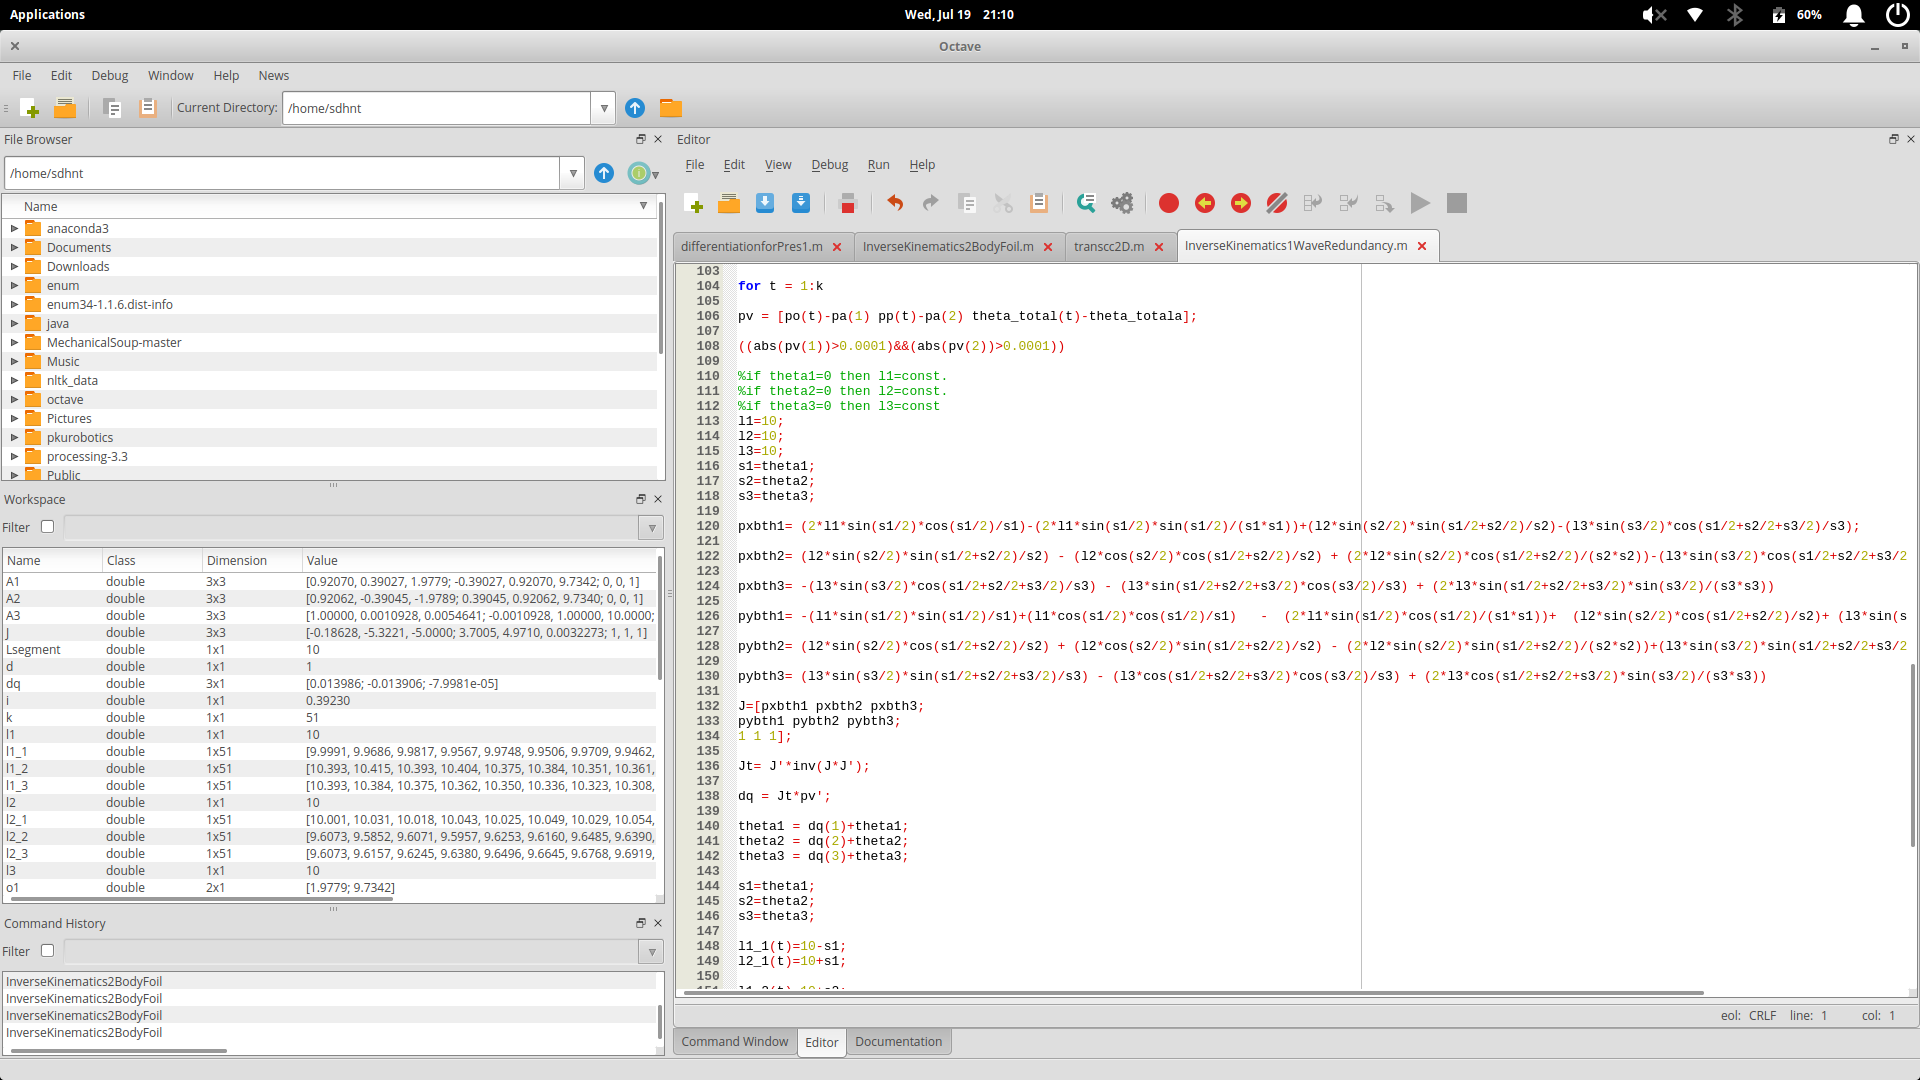 Applications
Wed, Jul 19 21:10
60%
Octave
File Edit Debug Window Help News
Current Directory: /home/sdhnt
File Browser
/home/sdhnt
Name
anaconda3
Documents
Downloads
enum
enum34-1.1.6.dist-info
java
MechanicalSoup-master
Music
nltk_data
octave
Pictures
pkurobotics
processing-3.3
Public
Workspace
Filter
Name Class Dimension Value
A1 double 3x3 [0.92070, 0.39027, 1.9779; -0.39027, 0.92070, 9.7342; 0, 0, 1]
A2 double 3x3 [0.92062, -0.39045, -1.9789; 0.39045, 0.92062, 9.7340; 0, 0, 1]
A3 double 3x3 [1.00000, 0.0010928, 0.0054641; -0.0010928, 1.00000, 10.0000;
J double 3x3 [-0.18628, -5.3221, -5.0000; 3.7005, 4.9710, 0.0032273; 1, 1, 1]
Lsegment double 1x1 10
d double 1x1 1
dq double 3x1 [0.013986; -0.013906; -7.9981e-05]
i double 1x1 0.39230
k double 1x1 51
l1 double 1x1 10
l1_1 double 1x51 [9.9991, 9.9686, 9.9817, 9.9567, 9.9748, 9.9506, 9.9709, 9.9462,
l1_2 double 1x51 [10.393, 10.415, 10.393, 10.404, 10.375, 10.384, 10.351, 10.361,
l1_3 double 1x51 [10.393, 10.384, 10.375, 10.362, 10.350, 10.336, 10.323, 10.308,
l2 double 1x1 10
l2_1 double 1x51 [10.001, 10.031, 10.018, 10.043, 10.025, 10.049, 10.029, 10.054,
l2_2 double 1x51 [9.6073, 9.5852, 9.6071, 9.5957, 9.6253, 9.6160, 9.6485, 9.6390,
l2_3 double 1x51 [9.6073, 9.6157, 9.6245, 9.6380, 9.6496, 9.6645, 9.6768, 9.6919,
l3 double 1x1 10
o1 double 2x1 [1.9779; 9.7342]
Command History
Filter
InverseKinematics2BodyFoil
InverseKinematics2BodyFoil
InverseKinematics2BodyFoil
InverseKinematics2BodyFoil
Editor
File Edit View Debug Run Help
differentiationforPres1.m InverseKinematics2BodyFoil.m transcc2D.m InverseKinematics1WaveRedundancy.m
103
104 for t = 1:k
105
106 pv = [po(t)-pa(1) pp(t)-pa(2) theta_total(t)-theta_totala];
107
108 ((abs(pv(1))>0.0001)&&(abs(pv(2))>0.0001))
109
110 %if theta1=0 then l1=const.
111 %if theta2=0 then l2=const.
112 %if theta3=0 then l3=const
113 l1=10;
114 l2=10;
115 l3=10;
116 s1=theta1;
117 s2=theta2;
118 s3=theta3;
119
120 pxbth1= (2*l1*sin(s1/2)*cos(s1/2)/s1)-(2*l1*sin(s1/2)*sin(s1/2)/(s1*s1))+(l2*sin(s2/2)*sin(s1/2+s2/2)/s2)-(l3*sin(s3/2)*cos(s1/2+s2/2+s3/2)/s3);
121
122 pxbth2= (l2*sin(s2/2)*sin(s1/2+s2/2)/s2) - (l2*cos(s2/2)*cos(s1/2+s2/2)/s2) + (2*l2*sin(s2/2)*cos(s1/2+s2/2)/(s2*s2))-(l3*sin(s3/2)*cos(s1/2+s2/2+s3/2
123
124 pxbth3= -(l3*sin(s3/2)*cos(s1/2+s2/2+s3/2)/s3) - (l3*sin(s1/2+s2/2+s3/2)*cos(s3/2)/s3) + (2*l3*sin(s1/2+s2/2+s3/2)*sin(s3/2)/(s3*s3))
125
126 pybth1= -(l1*sin(s1/2)*sin(s1/2)/s1)+(l1*cos(s1/2)*cos(s1/2)/s1) - (2*l1*sin(s1/2)*cos(s1/2)/(s1*s1))+ (l2*sin(s2/2)*cos(s1/2+s2/2)/s2)+ (l3*sin(s
127
128 pybth2= (l2*sin(s2/2)*cos(s1/2+s2/2)/s2) + (l2*cos(s2/2)*sin(s1/2+s2/2)/s2) - (2*l2*sin(s2/2)*sin(s1/2+s2/2)/(s2*s2))+(l3*sin(s3/2)*sin(s1/2+s2/2+s3/2
129
130 pybth3= (l3*sin(s3/2)*sin(s1/2+s2/2+s3/2)/s3) - (l3*cos(s1/2+s2/2+s3/2)*cos(s3/2)/s3) + (2*l3*cos(s1/2+s2/2+s3/2)*sin(s3/2)/(s3*s3))
131
132 J=[pxbth1 pxbth2 pxbth3;
133 pybth1 pybth2 pybth3;
134 1 1 1];
135
136 Jt= J'*inv(J*J');
137
138 dq = Jt*pv';
139
140 theta1 = dq(1)+theta1;
141 theta2 = dq(2)+theta2;
142 theta3 = dq(3)+theta3;
143
144 s1=theta1;
145 s2=theta2;
146 s3=theta3;
147
148 l1_1(t)=10-s1;
149 l2_1(t)=10+s1;
150
eol: CRLF line: 1 col: 1
Command Window Editor Documentation